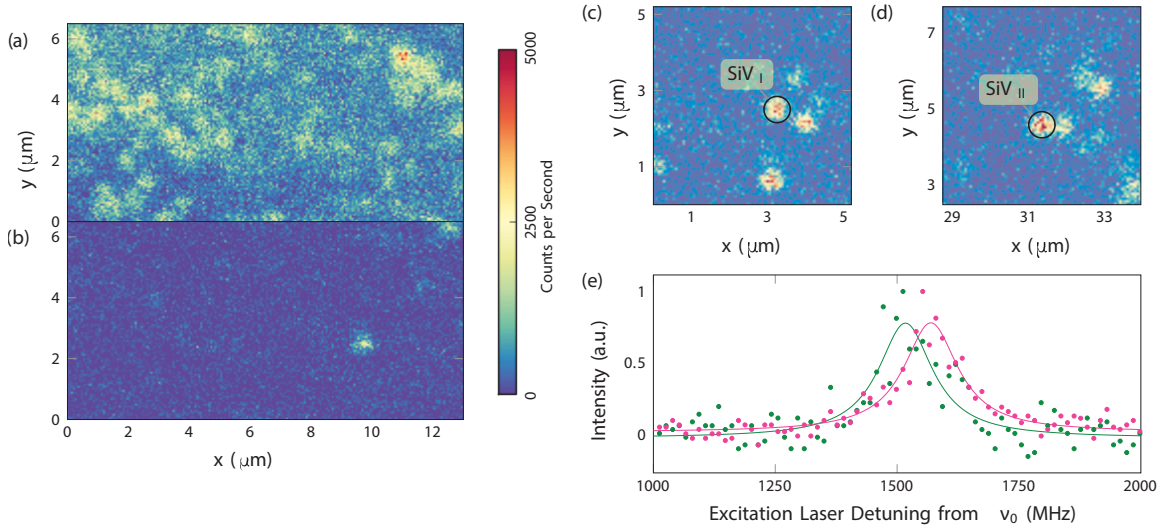 (a)
y (μm)
6
4
2
0
(b)
6
4
2
0
0
2
4
6
8
10
12
x (μm)
5000
2500
0
Counts per Second
(c)
5
3
1
y (μm)
SiV I
1
3
5
x (μm)
(d)
7
5
3
y (μm)
SiV II
29
31
33
x (μm)
(e)
1
0.5
0
Intensity (a.u.)
1000
1250
1500
1750
2000
Excitation Laser Detuning from ν0 (MHz)